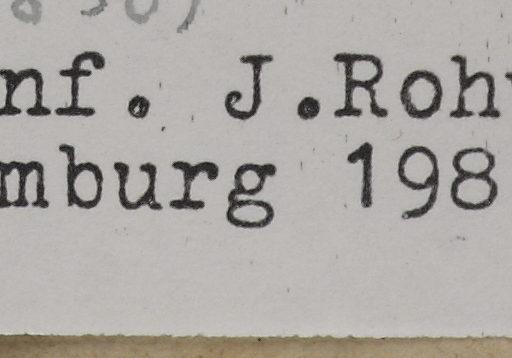 nf. J.Roh
mburg 198